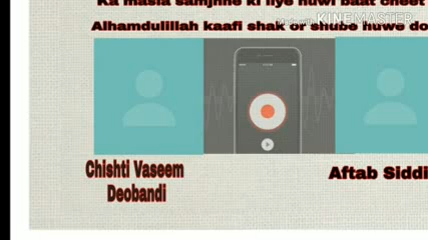 Ka masla samjhne ki liye huwi baat cheet
Alhamdulillah kaafi shak or shube huwe do
KINEMASTER
Chishti Vaseem
Deobandi
Aftab Siddi